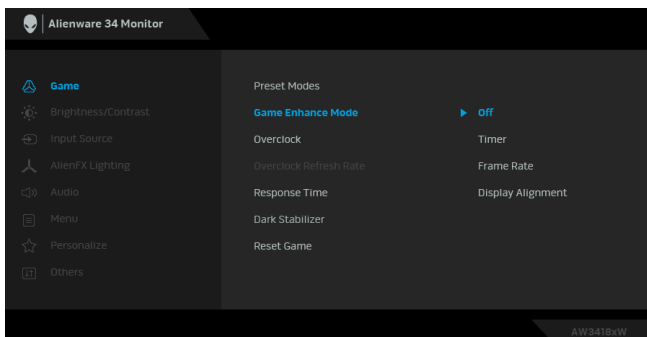 Alienware 34 Monitor
Game
Preset Modes
Brightness/Contrast
Game Enhance Mode
Off
Input Source
Overclock
Timer
AlienFX Lighting
Overclock Refresh Rate
Frame Rate
Audio
Response Time
Display Alignment
Menu
Dark Stabilizer
Personalize
Reset Game
Others
AW3418xW